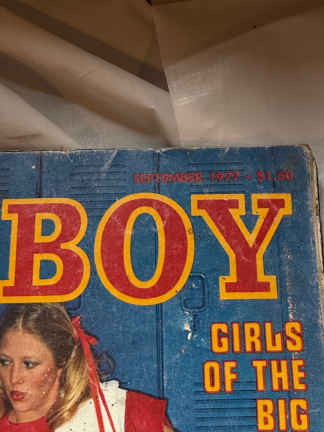 SEPTEMBER 1977 • $1.50
BOY
GIRLS
OF THE
BIG